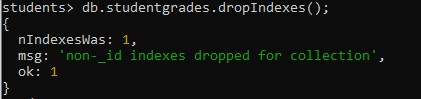 students> db.studentgrades.dropIndexes();
{
  nIndexesWas: 1,
  msg: 'non-_id indexes dropped for collection',
  ok: 1
}